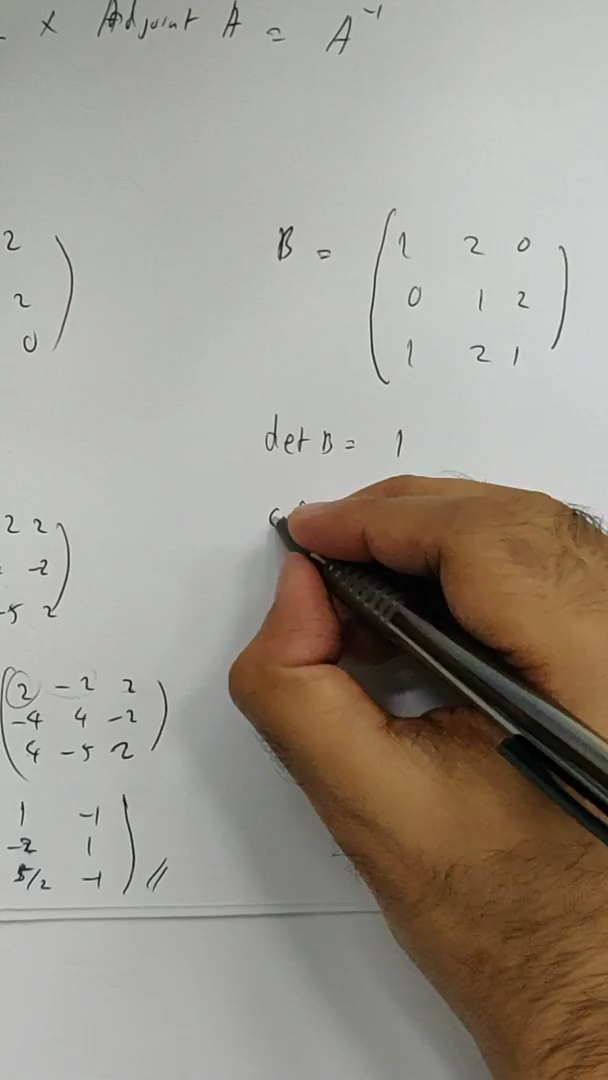 × Adjoint A = A⁻¹
2
2
0
B = ( 1 2 0
0 1 2
1 2 1 )
det B = 1
2 2
-2
-5 2
( 2 -2 2
-4 4 -2
4 -5 2 )
1 -1
-2 1
5/2 -1 ) //